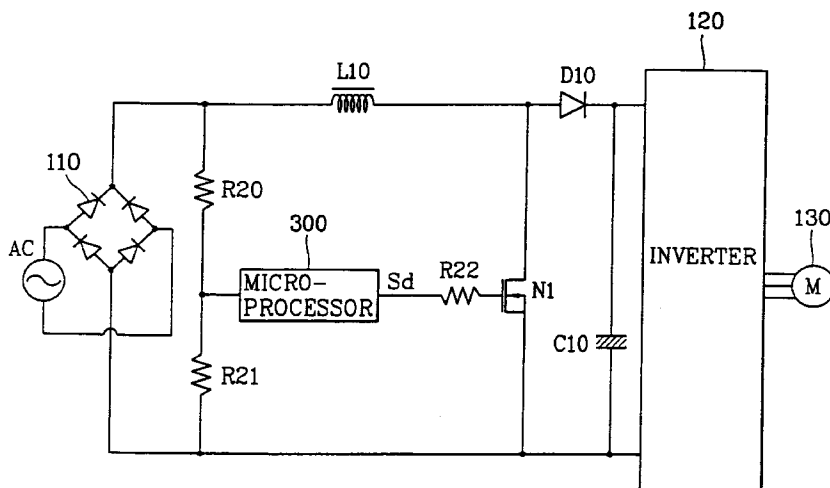 120
L10
D10
110
R20
300
130
AC
MICRO-
PROCESSOR
Sd
R22
N1
INVERTER
M
C10
R21